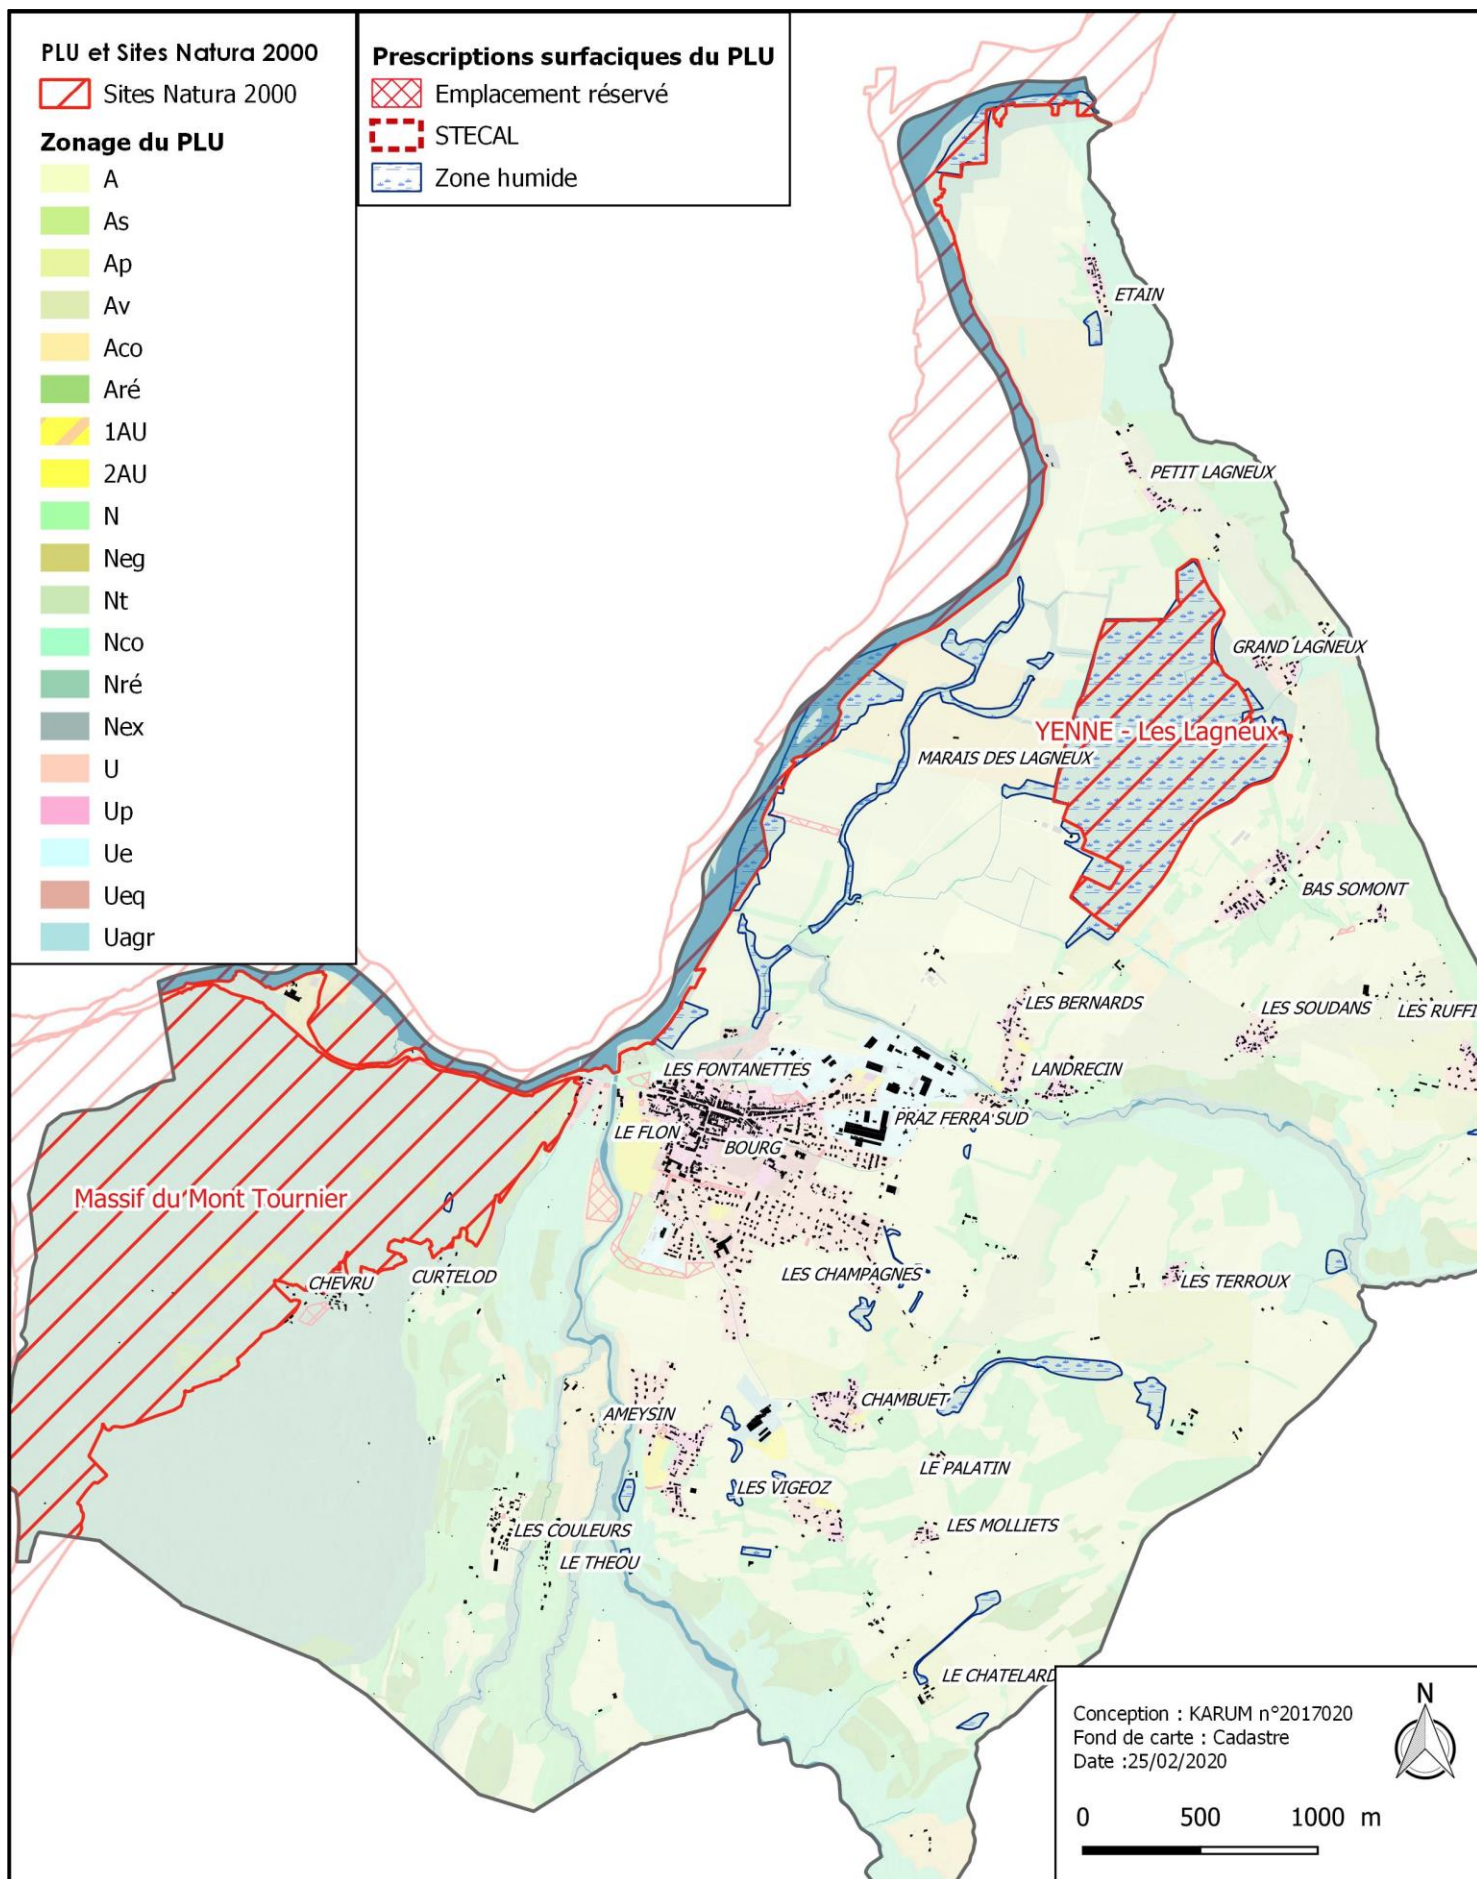 PLU et Sites Natura 2000
Sites Natura 2000
Zonage du PLU
A
As
Ap
Av
Aco
Aré
1AU
2AU
N
Neg
Nt
Nco
Nré
Nex
U
Up
Ue
Ueq
Uagr
Prescriptions surfaciques du PLU
Emplacement réservé
STECAL
Zone humide
ETAIN
PETIT LAGNEUX
GRAND LAGNEUX
YENNE - Les Lagneux
MARAIS DES LAGNEUX
BAS SOMONT
LES BERNARDS
LES SOUDANS
LES RUFFI
LES FONTANETTES
LANDRECIN
PRAZ FERRA SUD
LE FLON
BOURG
Massif du Mont Tournier
CHEVRU
CURTELOD
LES CHAMPAGNES
LES TERROUX
AMEYSIN
CHAMBUET
LE PALATIN
LES VIGEOZ
LES COULEURS
LES MOLLIETS
LE THEOU
LE CHATELARD
Conception : KARUM n°2017020
Fond de carte : Cadastre
Date :25/02/2020
N
0 500 1000 m